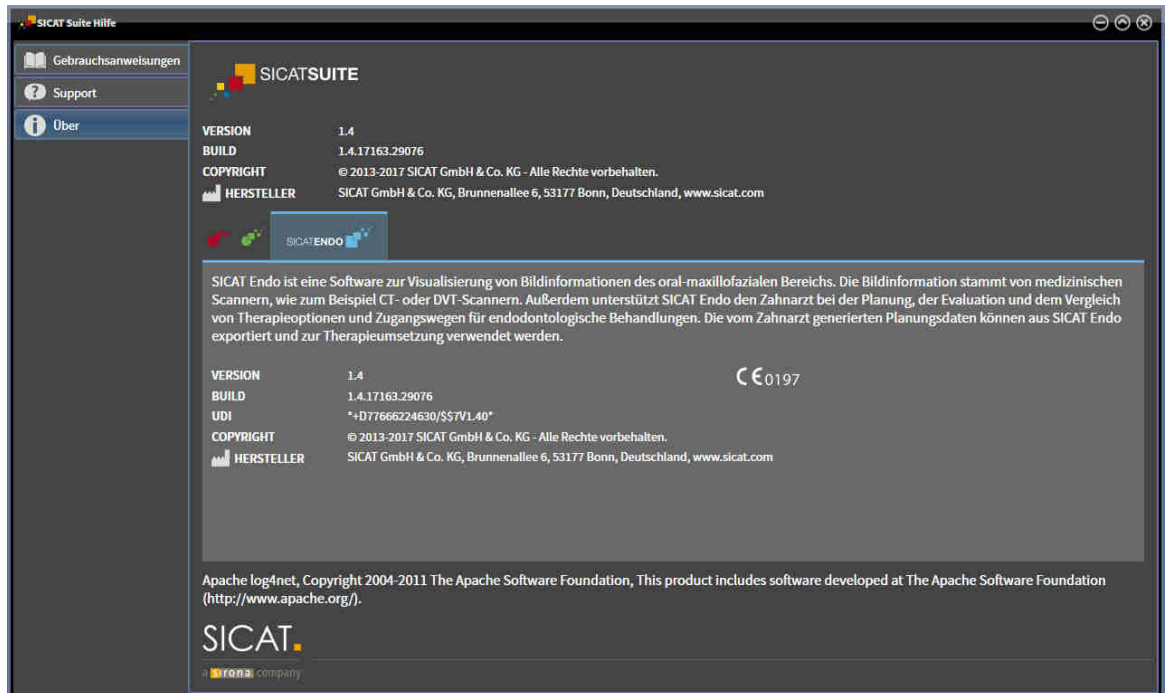 SICAT Suite Hilfe
Gebrauchsanweisungen
Support
Über
SICATSUITE
VERSION 1.4
BUILD 1.4.17163.29076
COPYRIGHT © 2013-2017 SICAT GmbH & Co. KG - Alle Rechte vorbehalten.
HERSTELLER SICAT GmbH & Co. KG, Brunnenallee 6, 53177 Bonn, Deutschland, www.sicat.com
SICATENDO
SICAT Endo ist eine Software zur Visualisierung von Bildinformationen des oral-maxillofazialen Bereichs. Die Bildinformation stammt von medizinischen
Scannern, wie zum Beispiel CT- oder DVT-Scannern. Außerdem unterstützt SICAT Endo den Zahnarzt bei der Planung, der Evaluation und dem Vergleich
von Therapieoptionen und Zugangswegen für endodontologische Behandlungen. Die vom Zahnarzt generierten Planungsdaten können aus SICAT Endo
exportiert und zur Therapieumsetzung verwendet werden.
VERSION 1.4 CE0197
BUILD 1.4.17163.29076
UDI *+D77666224630/$$7V1.40*
COPYRIGHT © 2013-2017 SICAT GmbH & Co. KG - Alle Rechte vorbehalten.
HERSTELLER SICAT GmbH & Co. KG, Brunnenallee 6, 53177 Bonn, Deutschland, www.sicat.com
Apache log4net, Copyright 2004-2011 The Apache Software Foundation, This product includes software developed at The Apache Software Foundation
(http://www.apache.org/).
SICAT.
a sirona company